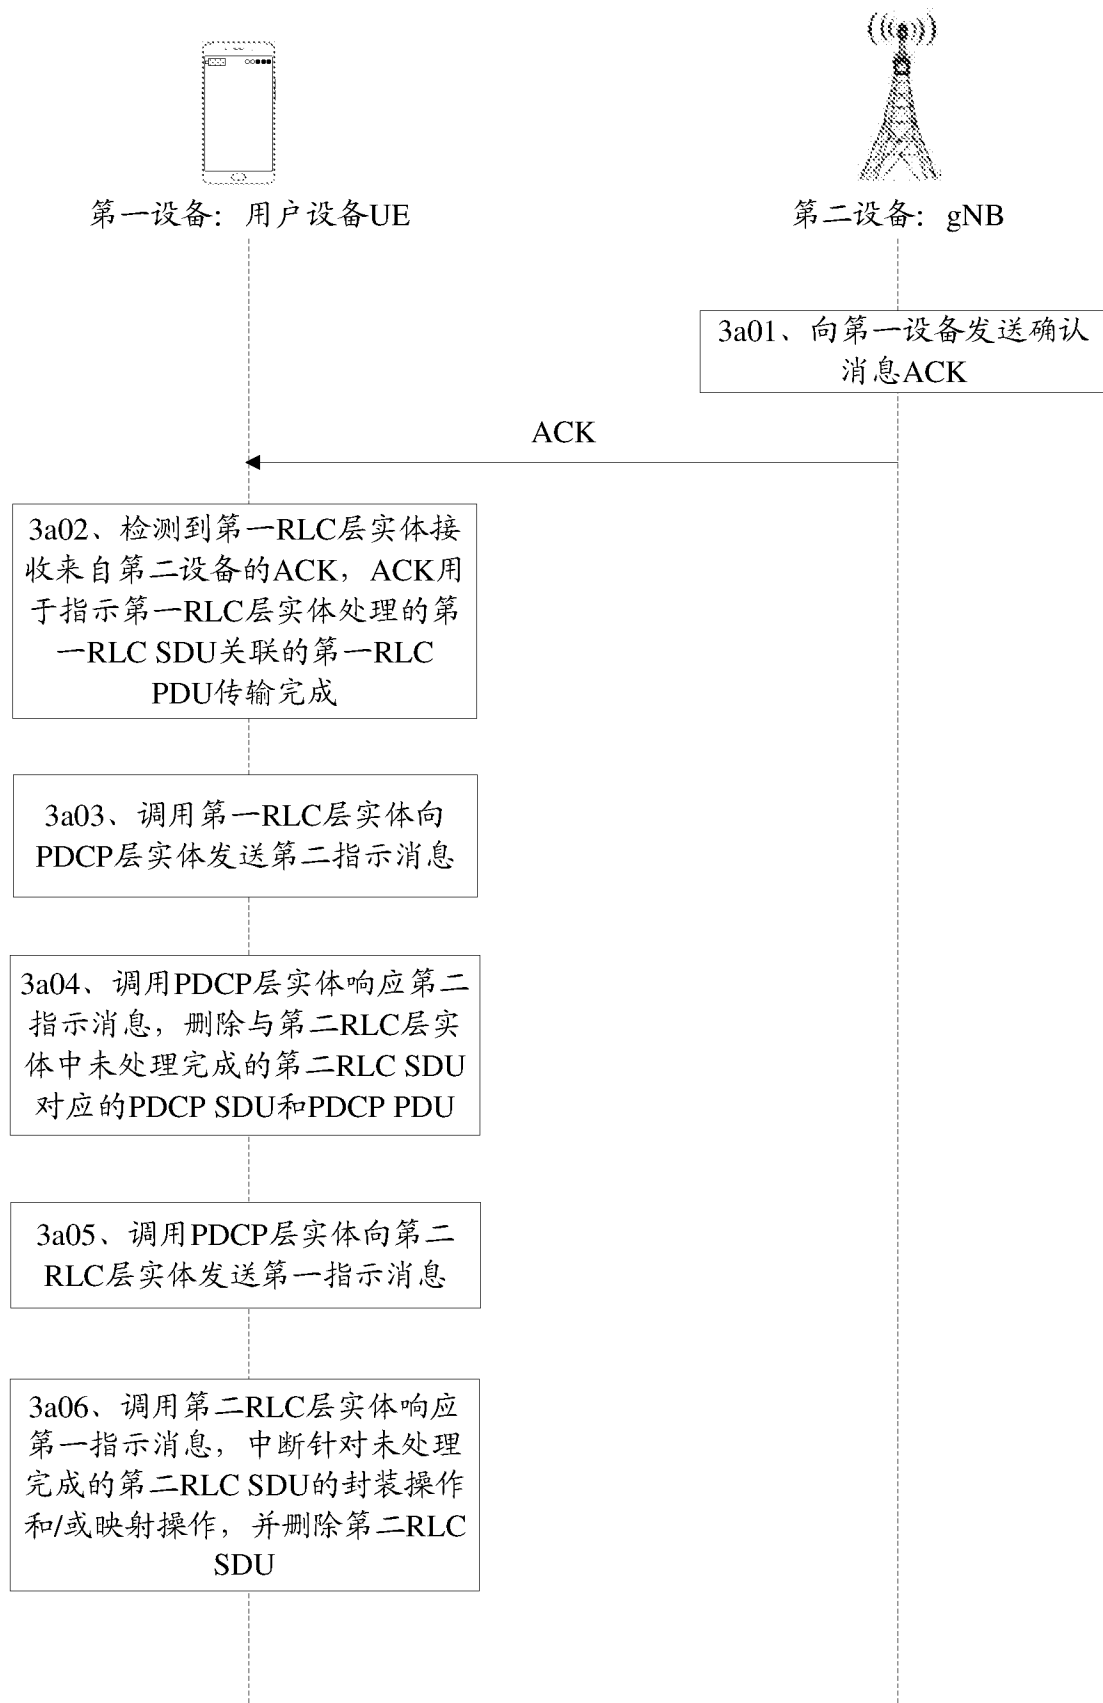 第一设备：用户设备UE
第二设备：gNB
3a01、向第一设备发送确认
消息ACK
ACK
3a02、检测到第一RLC层实体接
收来自第二设备的ACK，ACK用
于指示第一RLC层实体处理的第
一RLC SDU关联的第一RLC
PDU传输完成
3a03、调用第一RLC层实体向
PDCP层实体发送第二指示消息
3a04、调用PDCP层实体响应第二
指示消息，删除与第二RLC层实
体中未处理完成的第二RLC SDU
对应的PDCP SDU和PDCP PDU
3a05、调用PDCP层实体向第二
RLC层实体发送第一指示消息
3a06、调用第二RLC层实体响应
第一指示消息，中断针对未处理
完成的第二RLC SDU的封装操作
和/或映射操作，并删除第二RLC
SDU